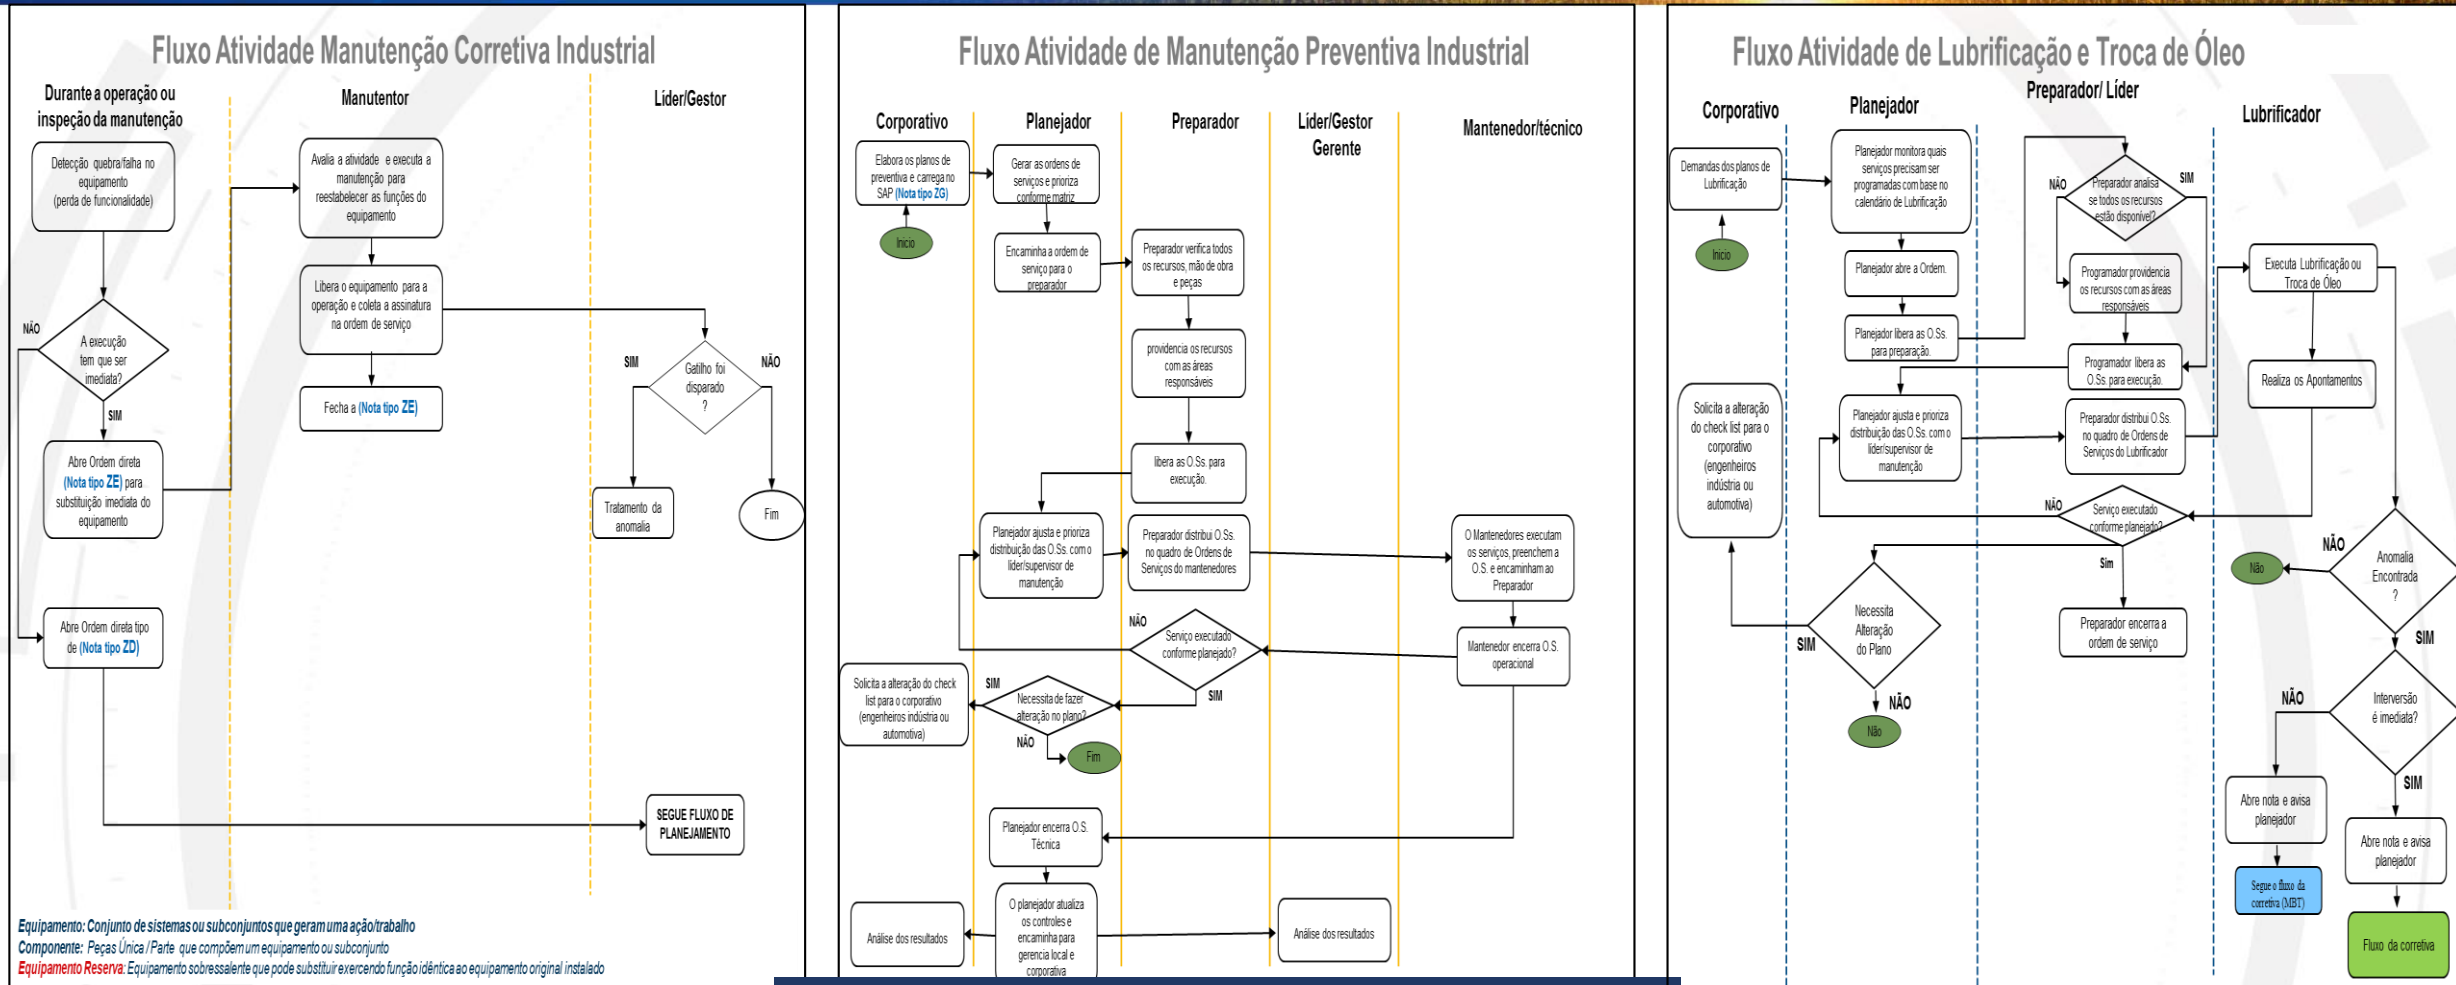 Fluxo Atividade Manutenção Corretiva Industrial
Durante a operação ou
inspeção da manutenção
Manutentor
Líder/Gestor
Detecção quebra/falha no
equipamento
(perda de funcionalidade)
Avalia a atividade e executa a
manutenção para
reestabelecer as funções do
equipamento
Libera o equipamento para a
operação e coleta a assinatura
na ordem de serviço
NÃO
A execução
tem que ser
imediata?
SIM
Fecha a (Nota tipo ZE)
SIM
Gatilho foi
disparado
?
NÃO
Abre Ordem direta
(Nota tipo ZE) para
substituição imediata do
equipamento
Tratamento da
anomalia
Fim
Abre Ordem direta tipo
de (Nota tipo ZD)
SEGUE FLUXO DE
PLANEJAMENTO
Equipamento: Conjunto de sistemas ou subconjuntos que geram uma ação/trabalho
Componente: Peças Única / Parte que compõem um equipamento ou subconjunto
Equipamento Reserva: Equipamento sobressalente que pode substituir exercendo função idêntica ao equipamento original instalado
Fluxo Atividade de Manutenção Preventiva Industrial
Corporativo
Planejador
Preparador
Líder/Gestor
Gerente
Mantenedor/técnico
Elabora os planos de
preventiva e carrega no
SAP (Nota tipo ZG)
Inicio
Gerar as ordens de
serviços e prioriza
conforme matriz
Encaminha a ordem de
serviço para o
preparador
Preparador verifica todos
os recursos, mão de obra
e peças
providencia os recursos
com as áreas
responsáveis
libera as O.Ss. para
execução.
Planejador ajusta e prioriza
distribuição das O.Ss. com o
líder/supervisor de
manutenção
Preparador distribui O.Ss.
no quadro de Ordens de
Serviços do mantenedores
O Mantenedores executam
os serviços, preenchem a
O.S. e encaminham ao
Preparador
Mantenedor encerra O.S.
operacional
NÃO
Serviço executado
conforme planejado?
SIM
Solicita a alteração do check
list para o corporativo
(engenheiros indústria ou
automotiva)
SIM
Necessita de fazer
alteração no plano?
NÃO
Fim
Planejador encerra O.S.
Técnica
O planejador atualiza
os controles e
encaminha para
gerencia local e
corporativa
Análise dos resultados
Análise dos resultados
Fluxo Atividade de Lubrificação e Troca de Óleo
Corporativo
Planejador
Preparador/ Líder
Lubrificador
Demandas dos planos de
Lubrificação
Inicio
Planejador monitora quais
serviços precisam ser
programadas com base no
calendário de Lubrificação
Planejador abre a Ordem.
Planejador libera as O.Ss.
para preparação.
NÃO
Preparador analisa
se todos os recursos
estão disponível?
SIM
Programador providencia
os recursos com as áreas
responsáveis
Programador libera as
O.Ss. para execução.
Executa Lubrificação ou
Troca de Óleo
Realiza os Apontamentos
Solicita a alteração
do check list para o
corporativo
(engenheiros
indústria ou
automotiva)
Planejador ajusta e prioriza
distribuição das O.Ss. com o
líder/supervisor de
manutenção
Preparador distribui O.Ss.
no quadro de Ordens de
Serviços do Lubrificador
NÃO
Serviço executado
conforme planejado?
Sim
Preparador encerra a
ordem de serviço
Necessita
Alteração
do Plano
SIM
NÃO
Não
Não
NÃO
Anomalia
Encontrada
?
SIM
NÃO
Interversão
é imediata?
SIM
Abre nota e avisa
planejador
Abre nota e avisa
planejador
Segue o fluxo da
corretiva (MBT)
Fluxo da corretiva